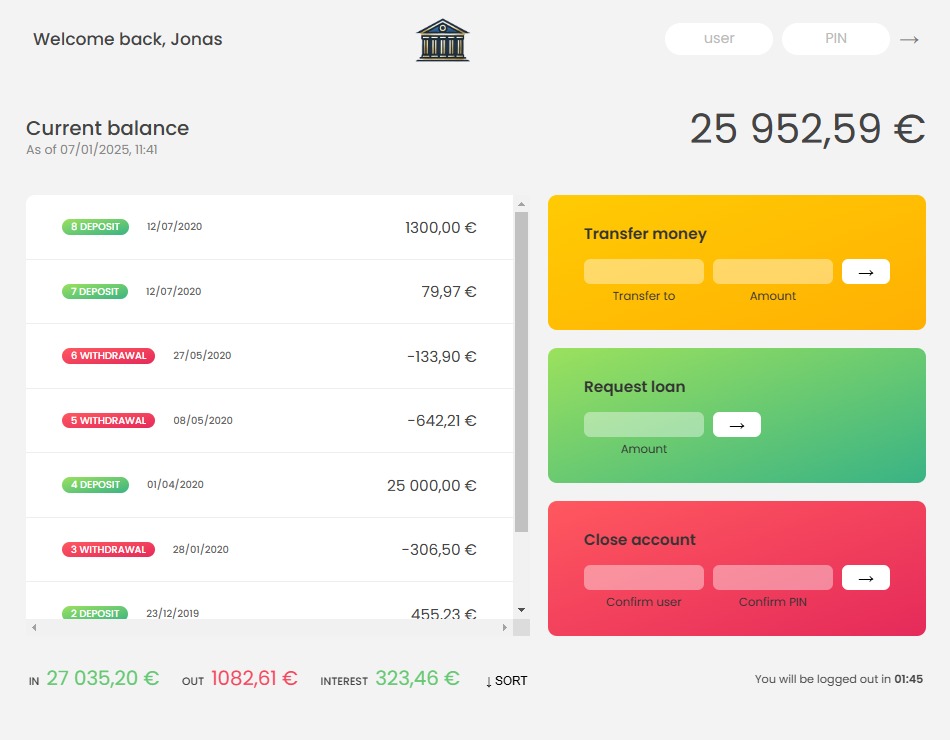 Welcome back, Jonas
user PIN →
Current balance
As of 07/01/2025, 11:41
25 952,59 €
8 DEPOSIT 12/07/2020 1300,00 €
7 DEPOSIT 12/07/2020 79,97 €
6 WITHDRAWAL 27/05/2020 -133,90 €
5 WITHDRAWAL 08/05/2020 -642,21 €
4 DEPOSIT 01/04/2020 25 000,00 €
3 WITHDRAWAL 28/01/2020 -306,50 €
2 DEPOSIT 23/12/2019 455,23 €
Transfer money
→
Transfer to Amount
Request loan
→
Amount
Close account
→
Confirm user Confirm PIN
IN 27 035,20 € OUT 1082,61 € INTEREST 323,46 € ↓ SORT
You will be logged out in 01:45